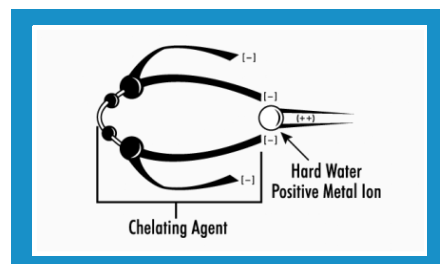 [-]
[-]
(++)
[-]
Hard Water
Positive Metal Ion
[-]
Chelating Agent